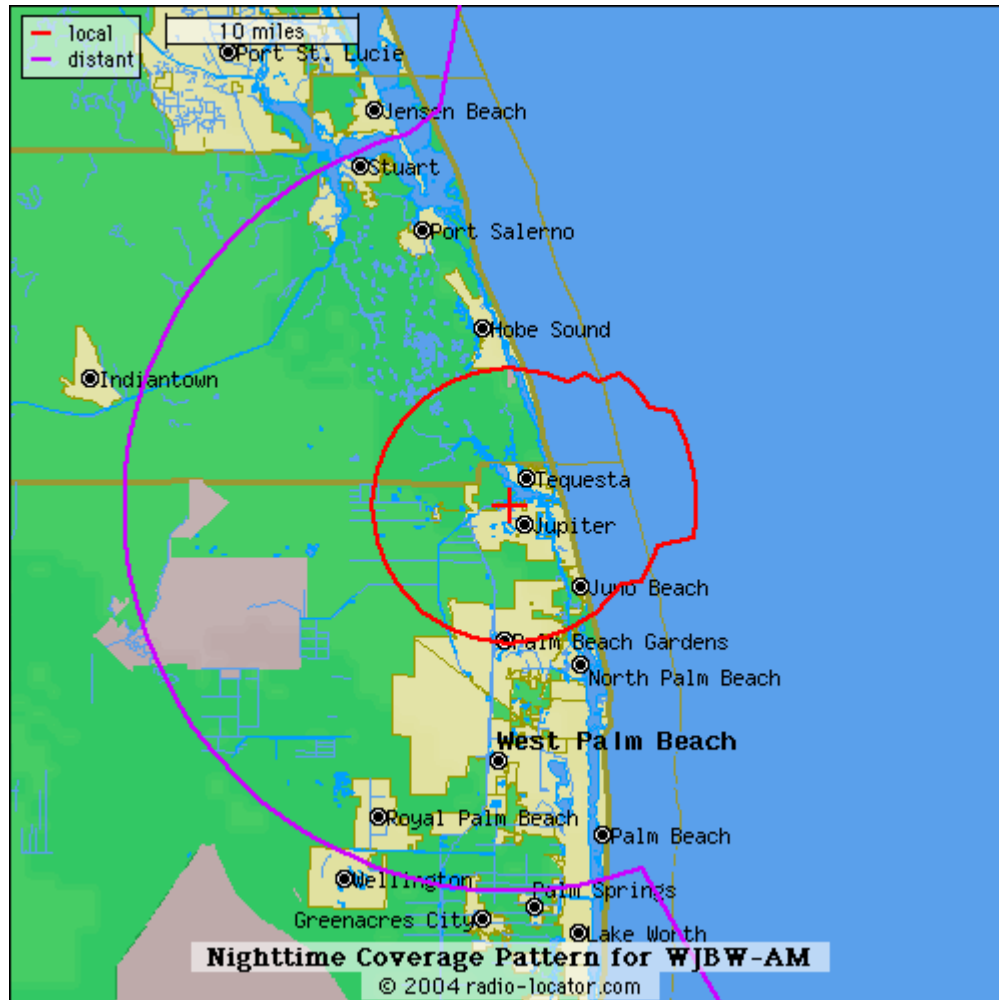 local
distant
10 miles
Port St. Lucie
Jensen Beach
Stuart
Port Salerno
Hobe Sound
Indiantown
Tequesta
Jupiter
Juno Beach
Palm Beach Gardens
North Palm Beach
West Palm Beach
Royal Palm Beach
Palm Beach
Wellington
Palm Springs
Greenacres City
Lake Worth
Nighttime Coverage Pattern for WJBW-AM
© 2004 radio-locator.com